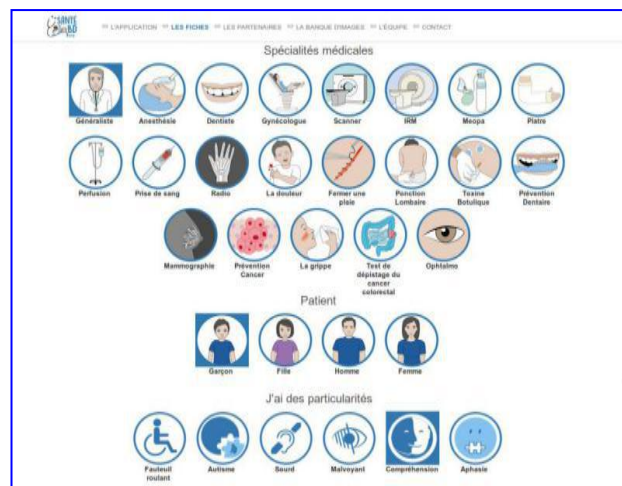 SANTÉ
BD
L'APPLICATION LES FICHES LES PARTENAIRES LA BANQUE D'IMAGES L'ÉQUIPE CONTACT
Spécialités médicales
Généraliste Anesthésie Dentiste Gynécologue Scanner IRM Meopa Platre
Perfusion Prise de sang Radio La douleur Fermer une plaie Ponction Lombaire Toxine Botulique Prévention Dentaire
Mammographie Prévention Cancer La grippe Test de dépistage du cancer colorectal Ophtalmo
Patient
Garçon Fille Homme Femme
J'ai des particularités
Fauteuil roulant Autisme Sourd Malvoyant Compréhension Aphasie